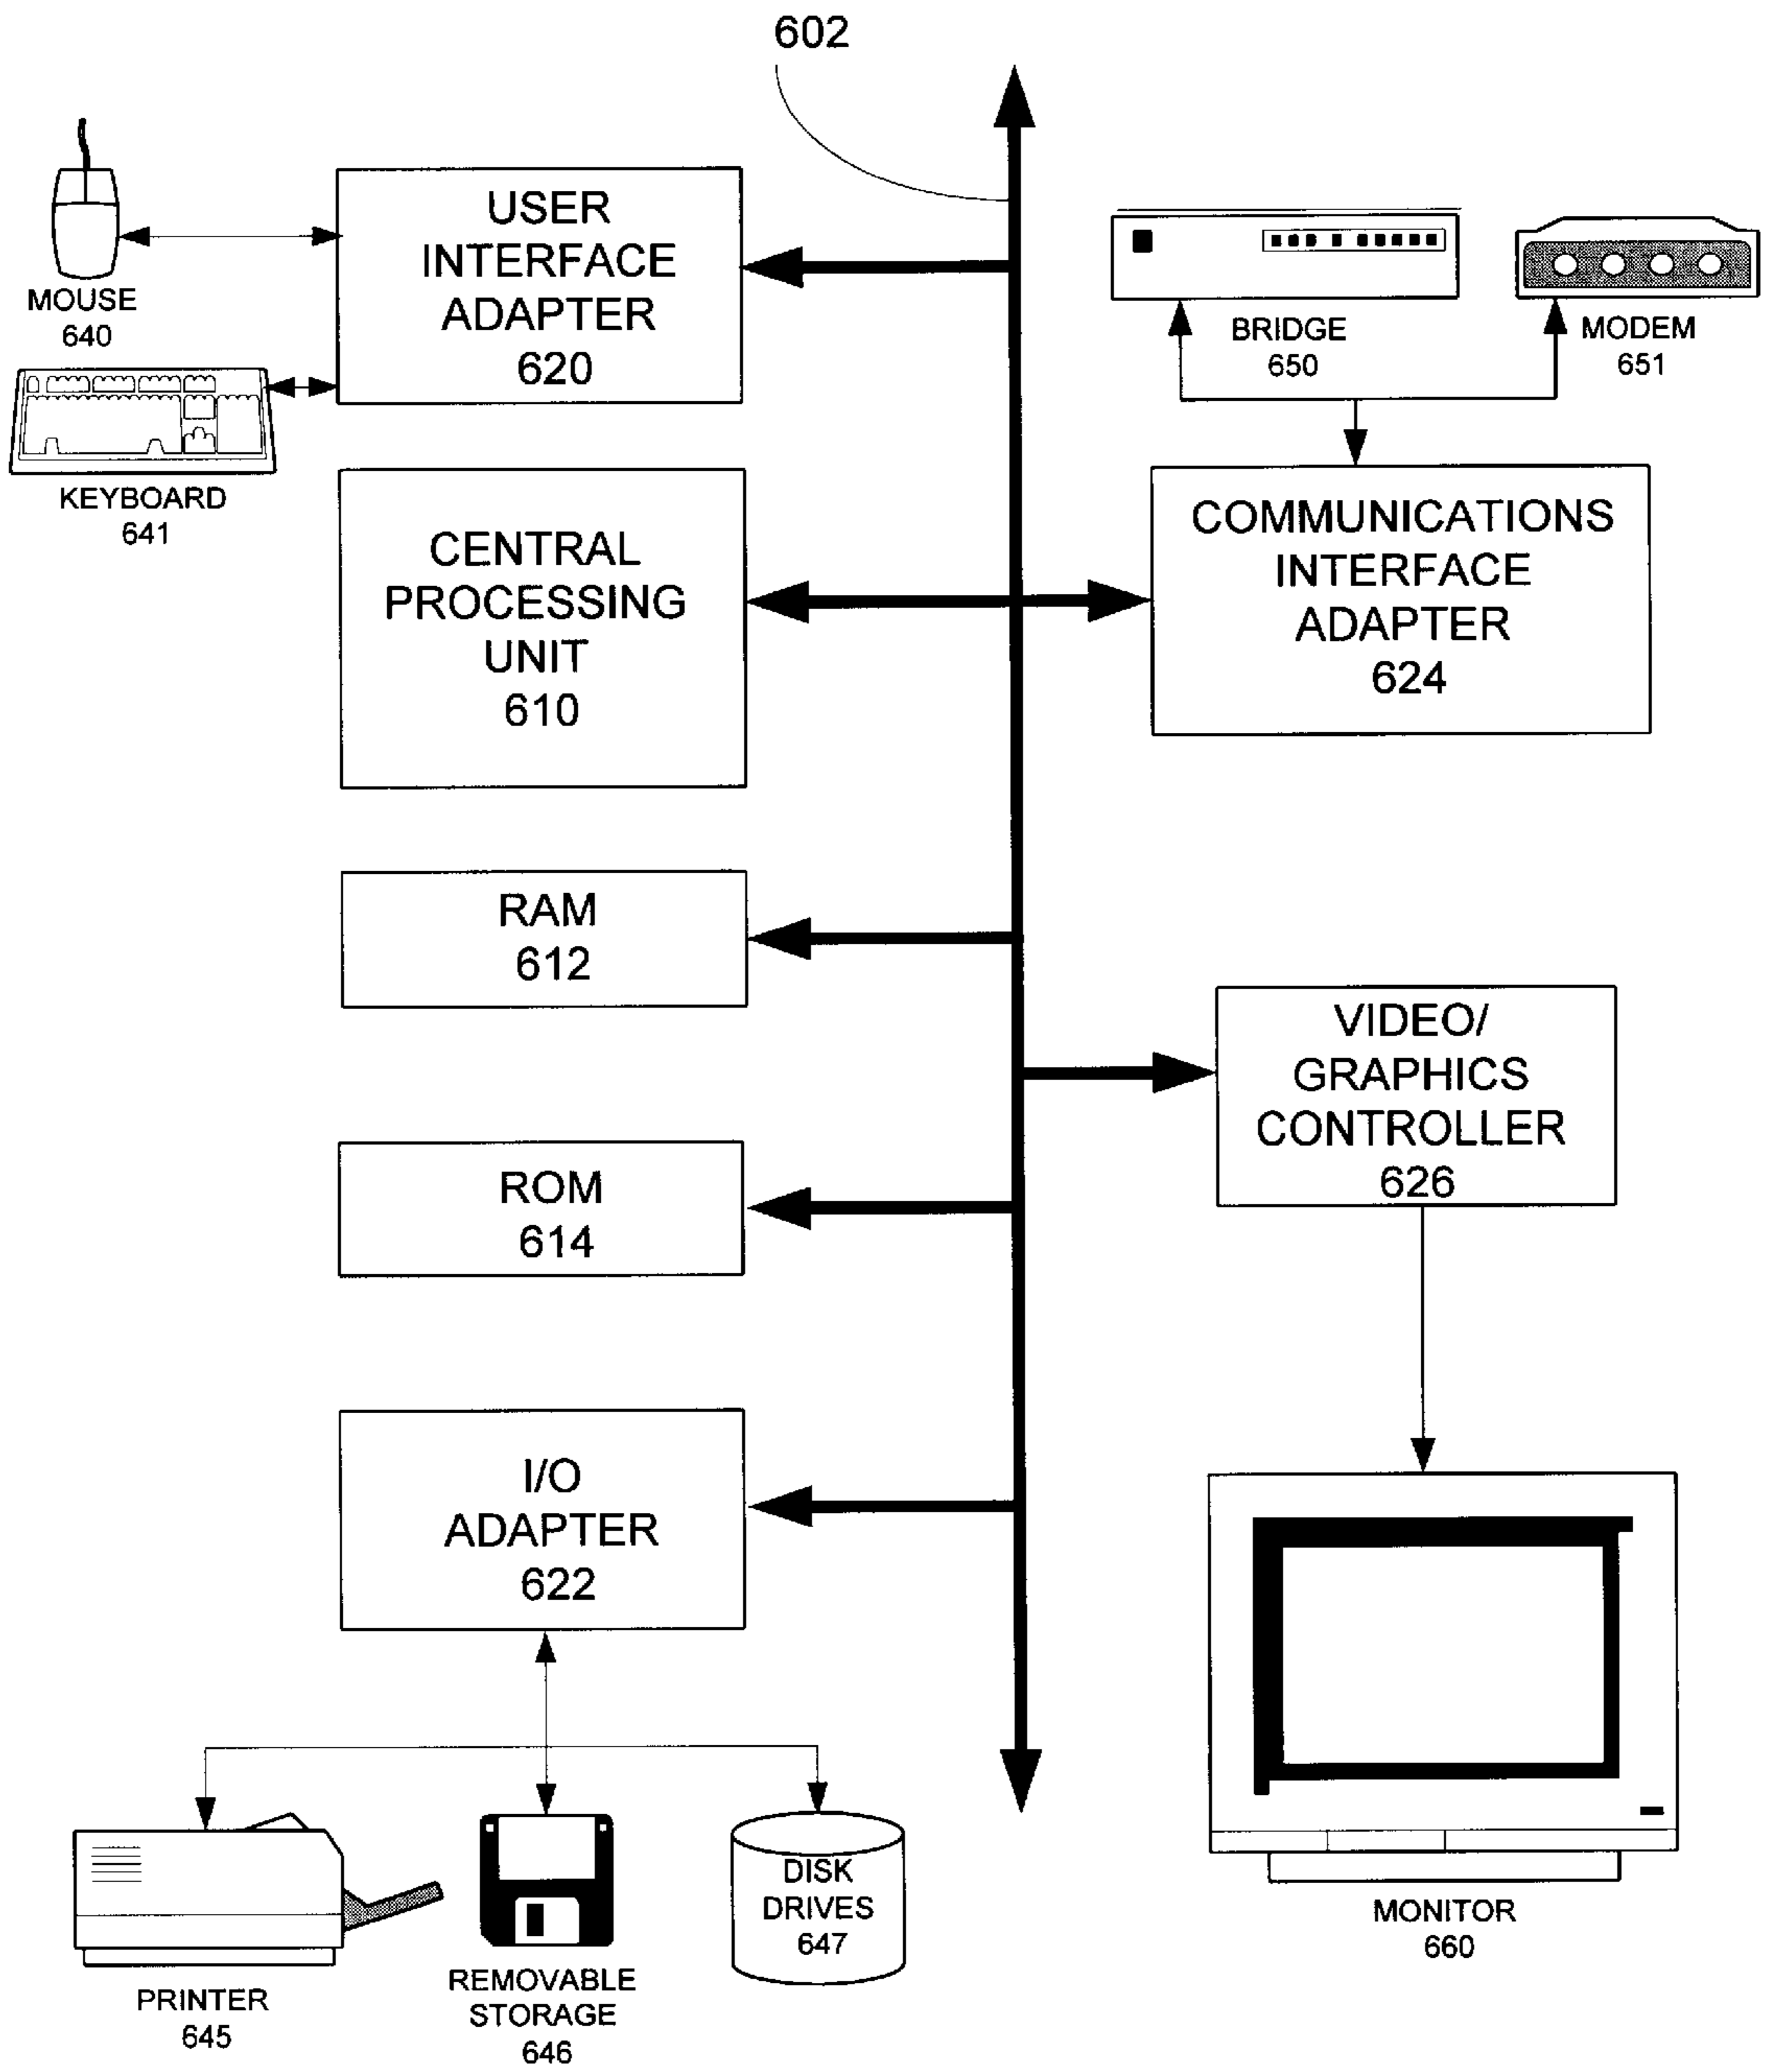 602
USER
INTERFACE
ADAPTER
620
MOUSE
640
KEYBOARD
641
BRIDGE
650
MODEM
651
CENTRAL
PROCESSING
UNIT
610
COMMUNICATIONS
INTERFACE
ADAPTER
624
RAM
612
VIDEO/
GRAPHICS
CONTROLLER
626
ROM
614
I/O
ADAPTER
622
PRINTER
645
REMOVABLE
STORAGE
646
DISK
DRIVES
647
MONITOR
660